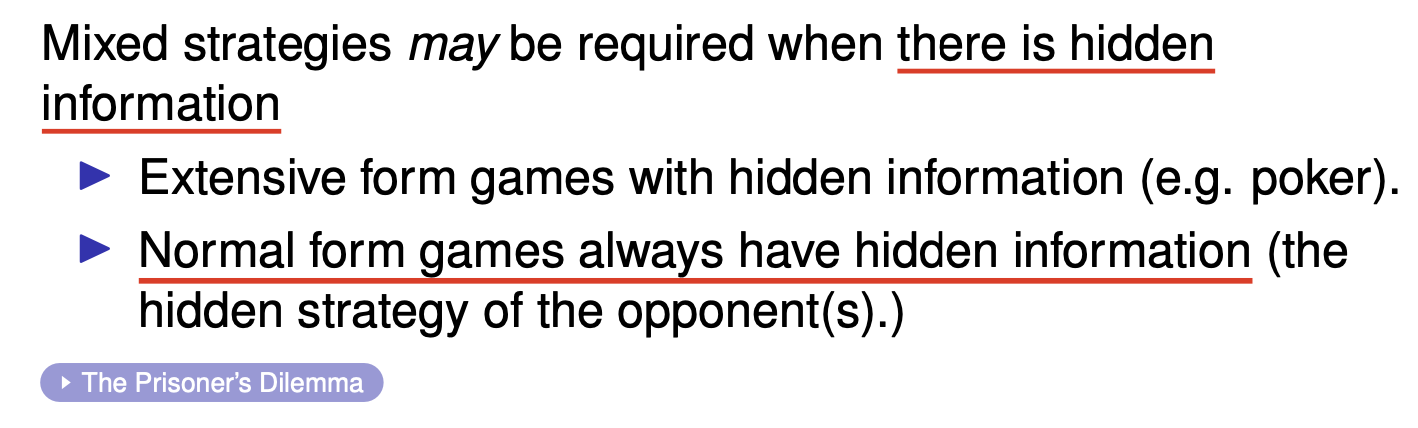 Mixed strategies may be required when there is hidden
information
Extensive form games with hidden information (e.g. poker).
Normal form games always have hidden information (the
hidden strategy of the opponent(s).)
The Prisoner's Dilemma